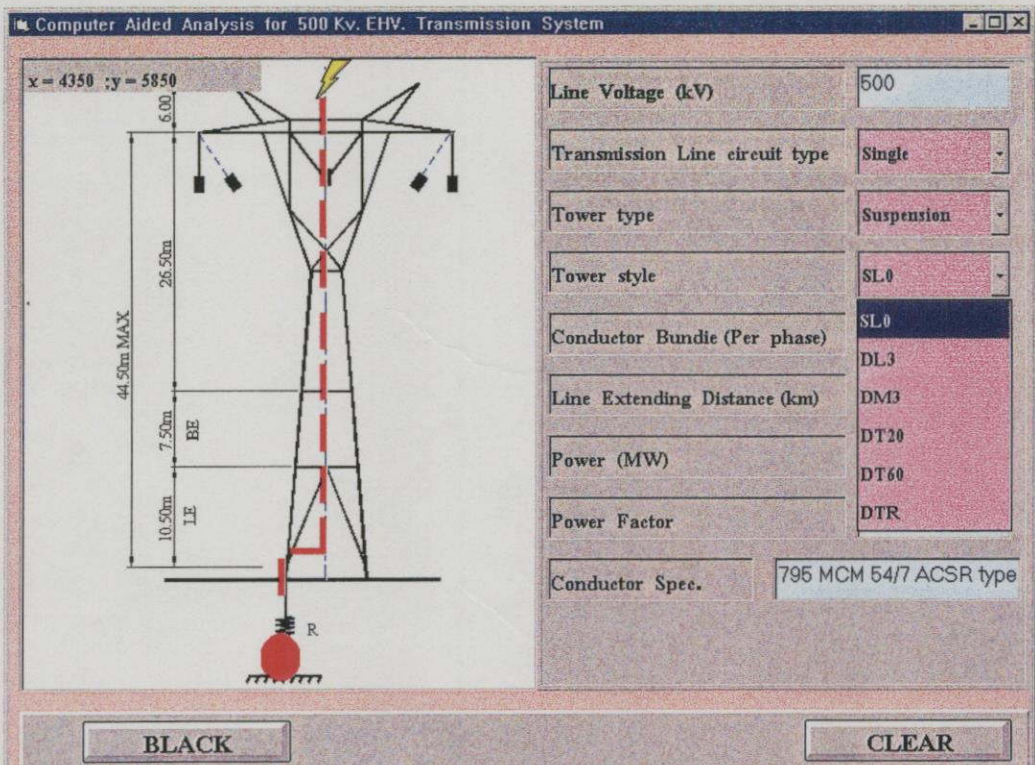 Computer Aided Analysis for 500 Kv. EHV. Transmission System
x = 4350 ;y = 5850
6.00
26.50m
44.50m MAX
7.50m
BE
10.50m
LE
R
Line Voltage (kV)
500
Transmission Line circuit type
Single
Tower type
Suspension
Tower style
SL0
SL0
DL3
DM3
DT20
DT60
DTR
Conductor Bundie (Per phase)
Line Extending Distance (km)
Power (MW)
Power Factor
Conductor Spec.
795 MCM 54/7 ACSR type
BLACK
CLEAR